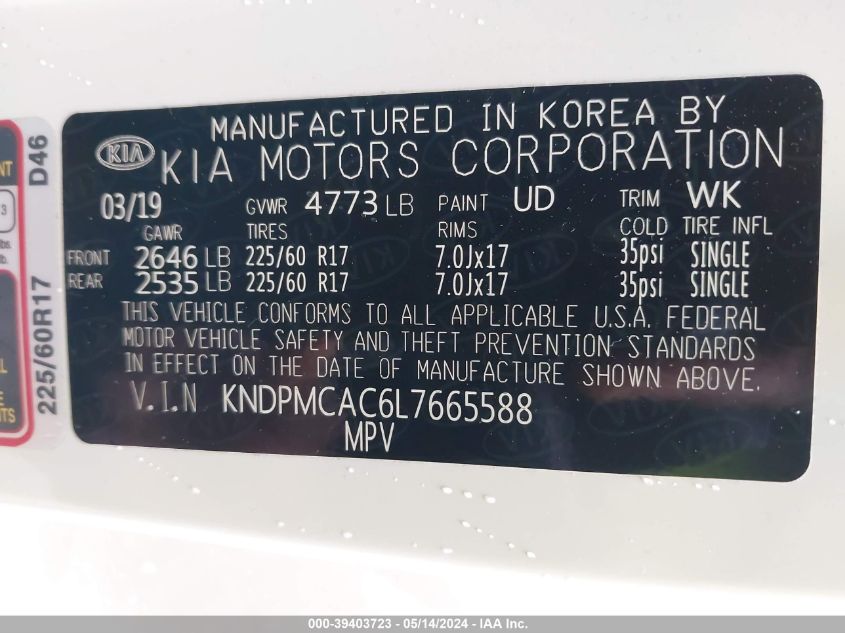 MANUFACTURED IN KOREA BY
KIA KIA MOTORS CORPORATION
03/19 GVWR 4773 LB PAINT UD TRIM WK
GAWR TIRES RIMS COLD TIRE INFL
FRONT 2646 LB 225/60 R17 7.0Jx17 35psi SINGLE
REAR 2535 LB 225/60 R17 7.0Jx17 35psi SINGLE
THIS VEHICLE CONFORMS TO ALL APPLICABLE U.S.A. FEDERAL
MOTOR VEHICLE SAFETY AND THEFT PREVENTION STANDARDS
IN EFFECT ON THE DATE OF MANUFACTURE SHOWN ABOVE.
V.I.N KNDPMCAC6L7665588
MPV
225/60R17 D46
000-39403723 - 05/14/2024 - IAA Inc.